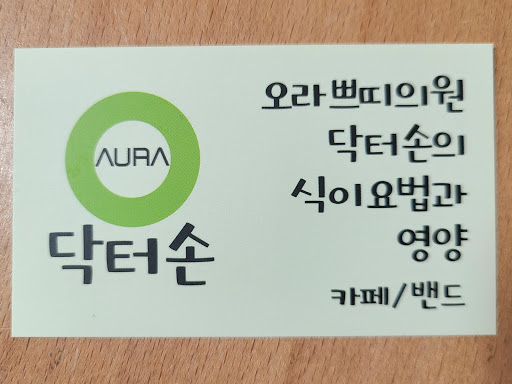 AURA
닥터손
오라쁘띠의원
닥터손의
식이요법과
영양
카페/밴드